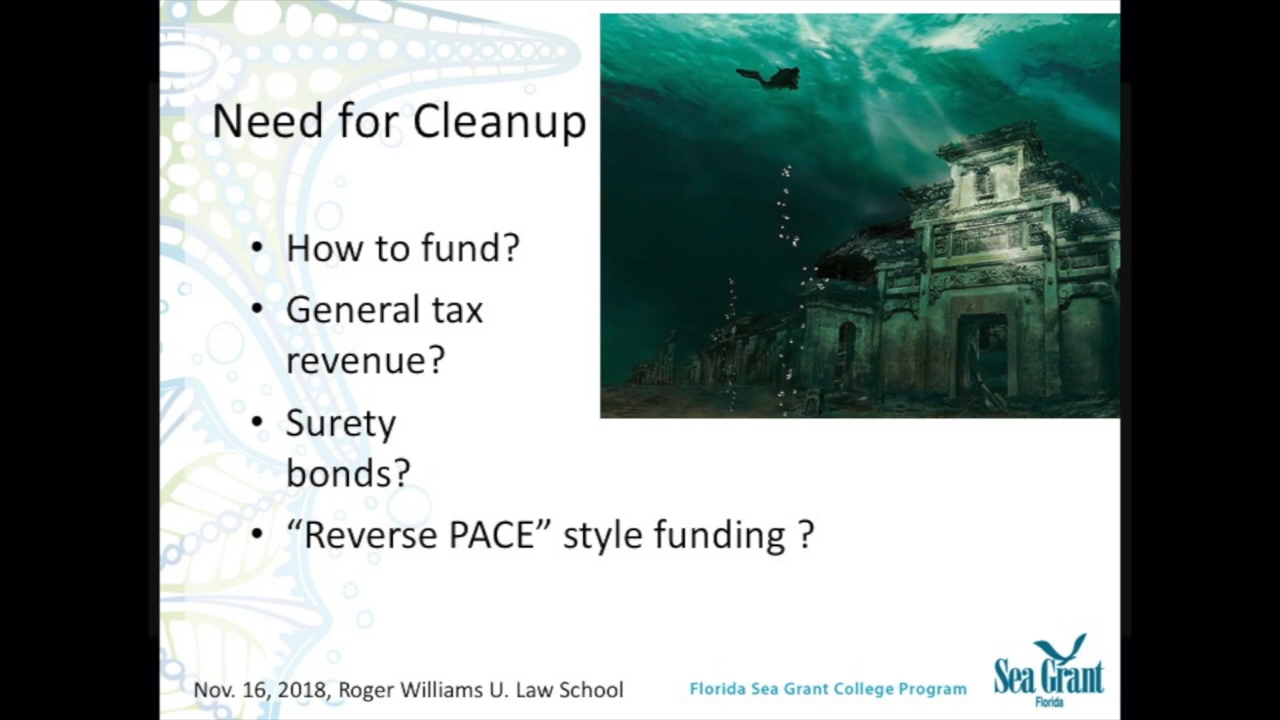 Need for Cleanup
• How to fund?
• General tax
revenue?
• Surety
bonds?
• “Reverse PACE” style funding ?
Nov. 16, 2018, Roger Williams U. Law School
Florida Sea Grant College Program
Sea Grant
Florida